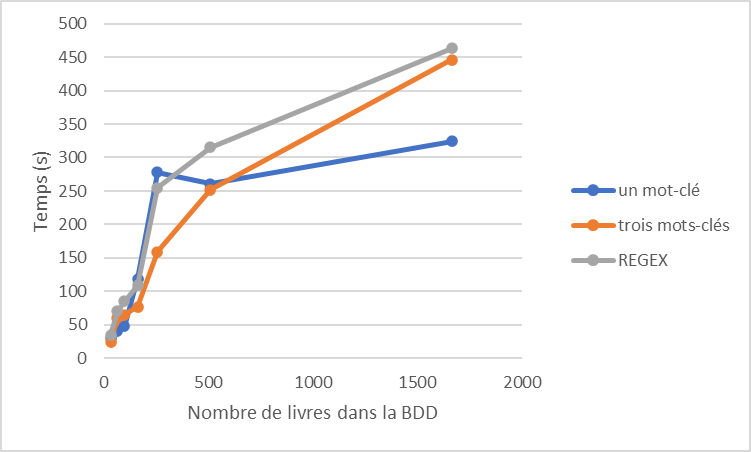 500
450
400
350
300
250
200
150
100
50
0
Temps (s)
0 500 1000 1500 2000
Nombre de livres dans la BDD
un mot-clé
trois mots-clés
REGEX